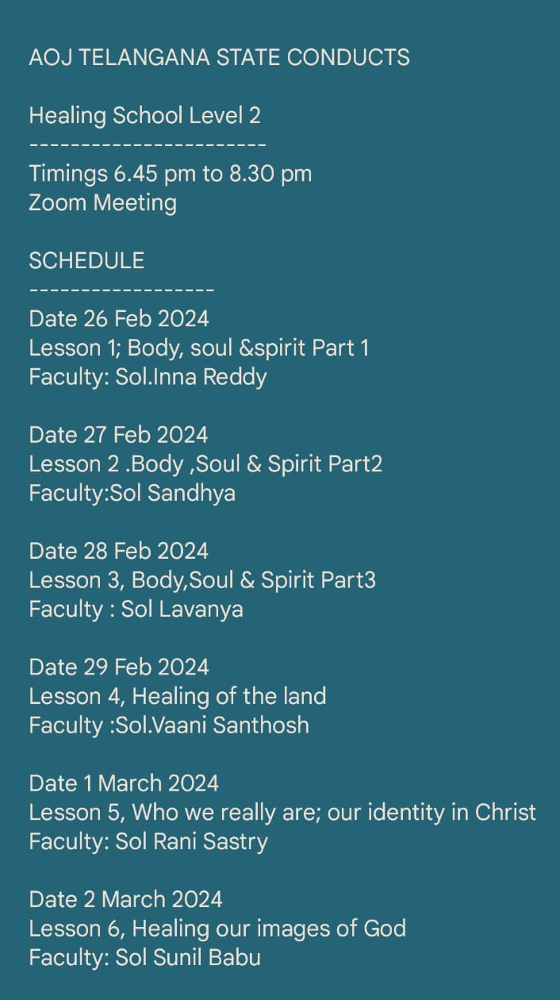 AOJ TELANGANA STATE CONDUCTS
Healing School Level 2
-----------------------
Timings 6.45 pm to 8.30 pm
Zoom Meeting
SCHEDULE
------------------
Date 26 Feb 2024
Lesson 1; Body, soul &spirit Part 1
Faculty: Sol.Inna Reddy
Date 27 Feb 2024
Lesson 2 .Body ,Soul & Spirit Part2
Faculty:Sol Sandhya
Date 28 Feb 2024
Lesson 3, Body,Soul & Spirit Part3
Faculty : Sol Lavanya
Date 29 Feb 2024
Lesson 4, Healing of the land
Faculty :Sol.Vaani Santhosh
Date 1 March 2024
Lesson 5, Who we really are; our identity in Christ
Faculty: Sol Rani Sastry
Date 2 March 2024
Lesson 6, Healing our images of God
Faculty: Sol Sunil Babu